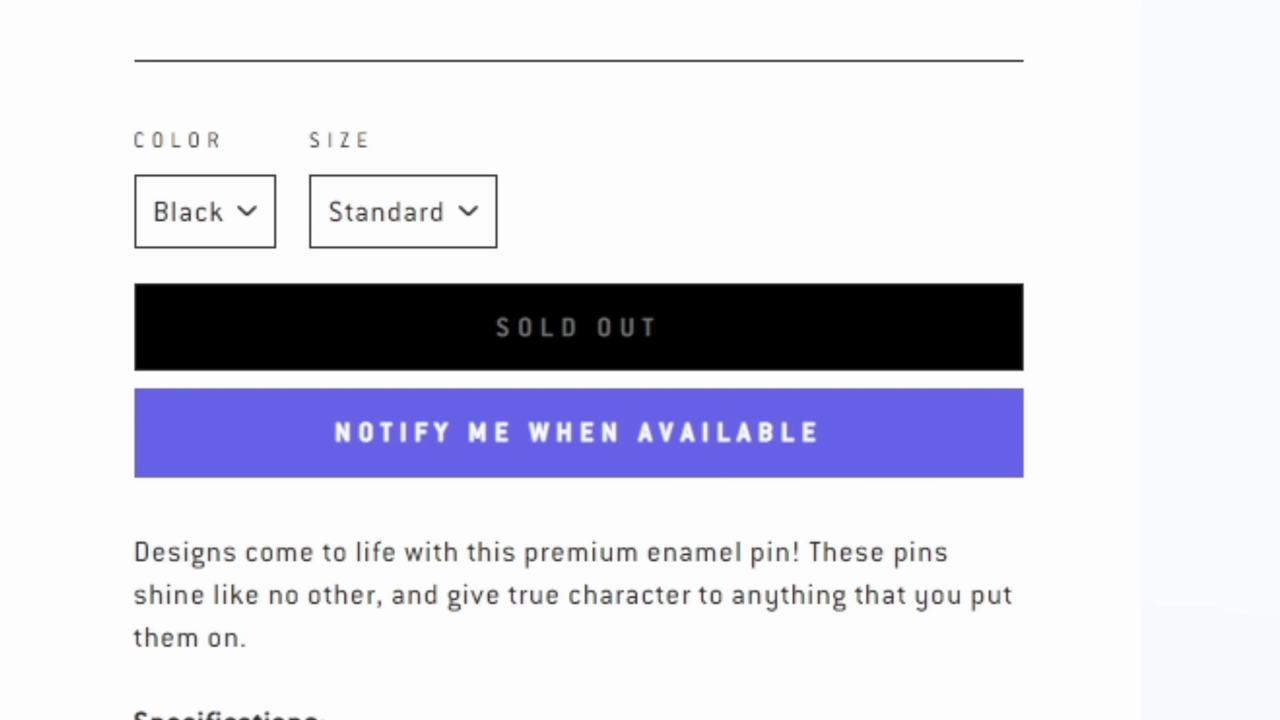 COLOR SIZE
Black Standard
SOLD OUT
NOTIFY ME WHEN AVAILABLE
Designs come to life with this premium enamel pin! These pins
shine like no other, and give true character to anything that you put
them on.
Specifications: